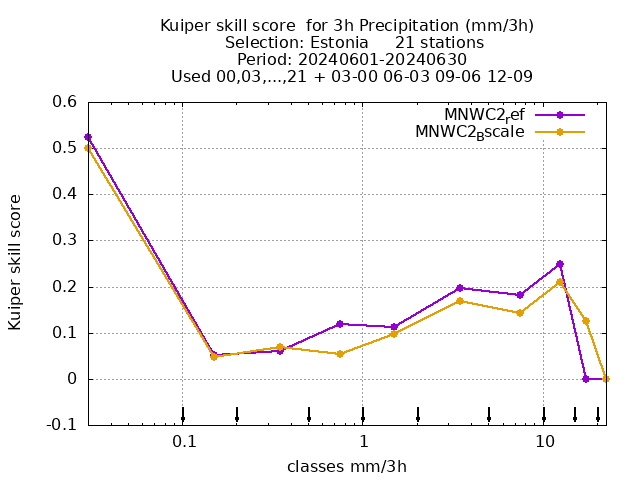 Kuiper skill score  for 3h Precipitation (mm/3h)
Selection: Estonia     21 stations
Period: 20240601-20240630
Used 00,03,...,21 + 03-00 06-03 09-06 12-09
MNWC2ref
MNWC2Bscale
0.6
0.5
0.4
0.3
0.2
0.1
0
-0.1
Kuiper skill score
0.1
1
10
classes mm/3h